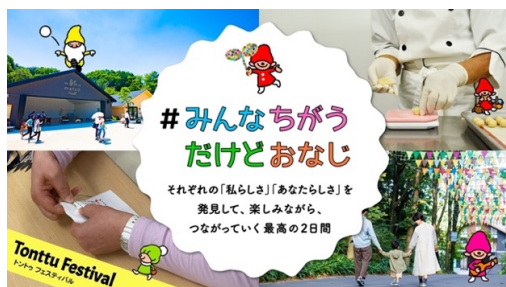 #みんなちがう
だけどおなじ
それぞれの「私らしさ」「あなたらしさ」を
発見して、楽しみながら、
つながっていく最高の2日間
Tonttu Festival
トントゥ フェスティバル